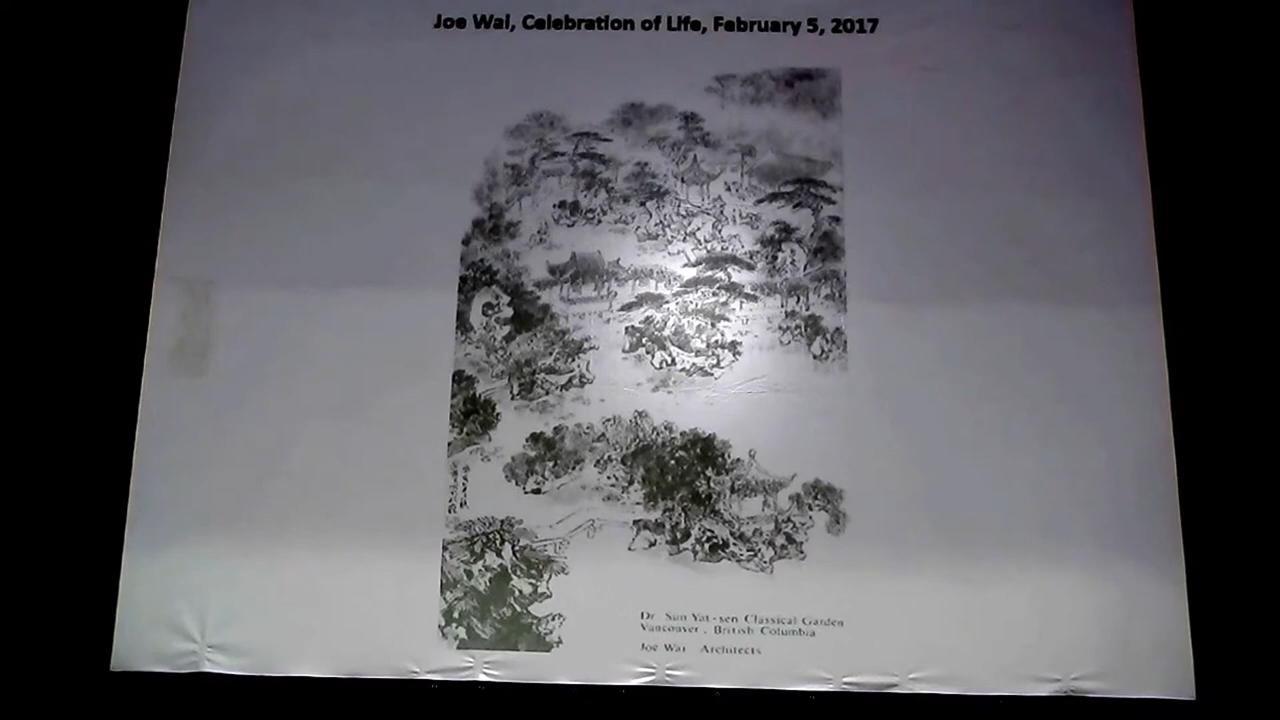 Joe Wai, Celebration of Life, February 5, 2017
Dr. Sun Yat-sen Classical Garden
Vancouver , British Columbia
Joe Wai Architects